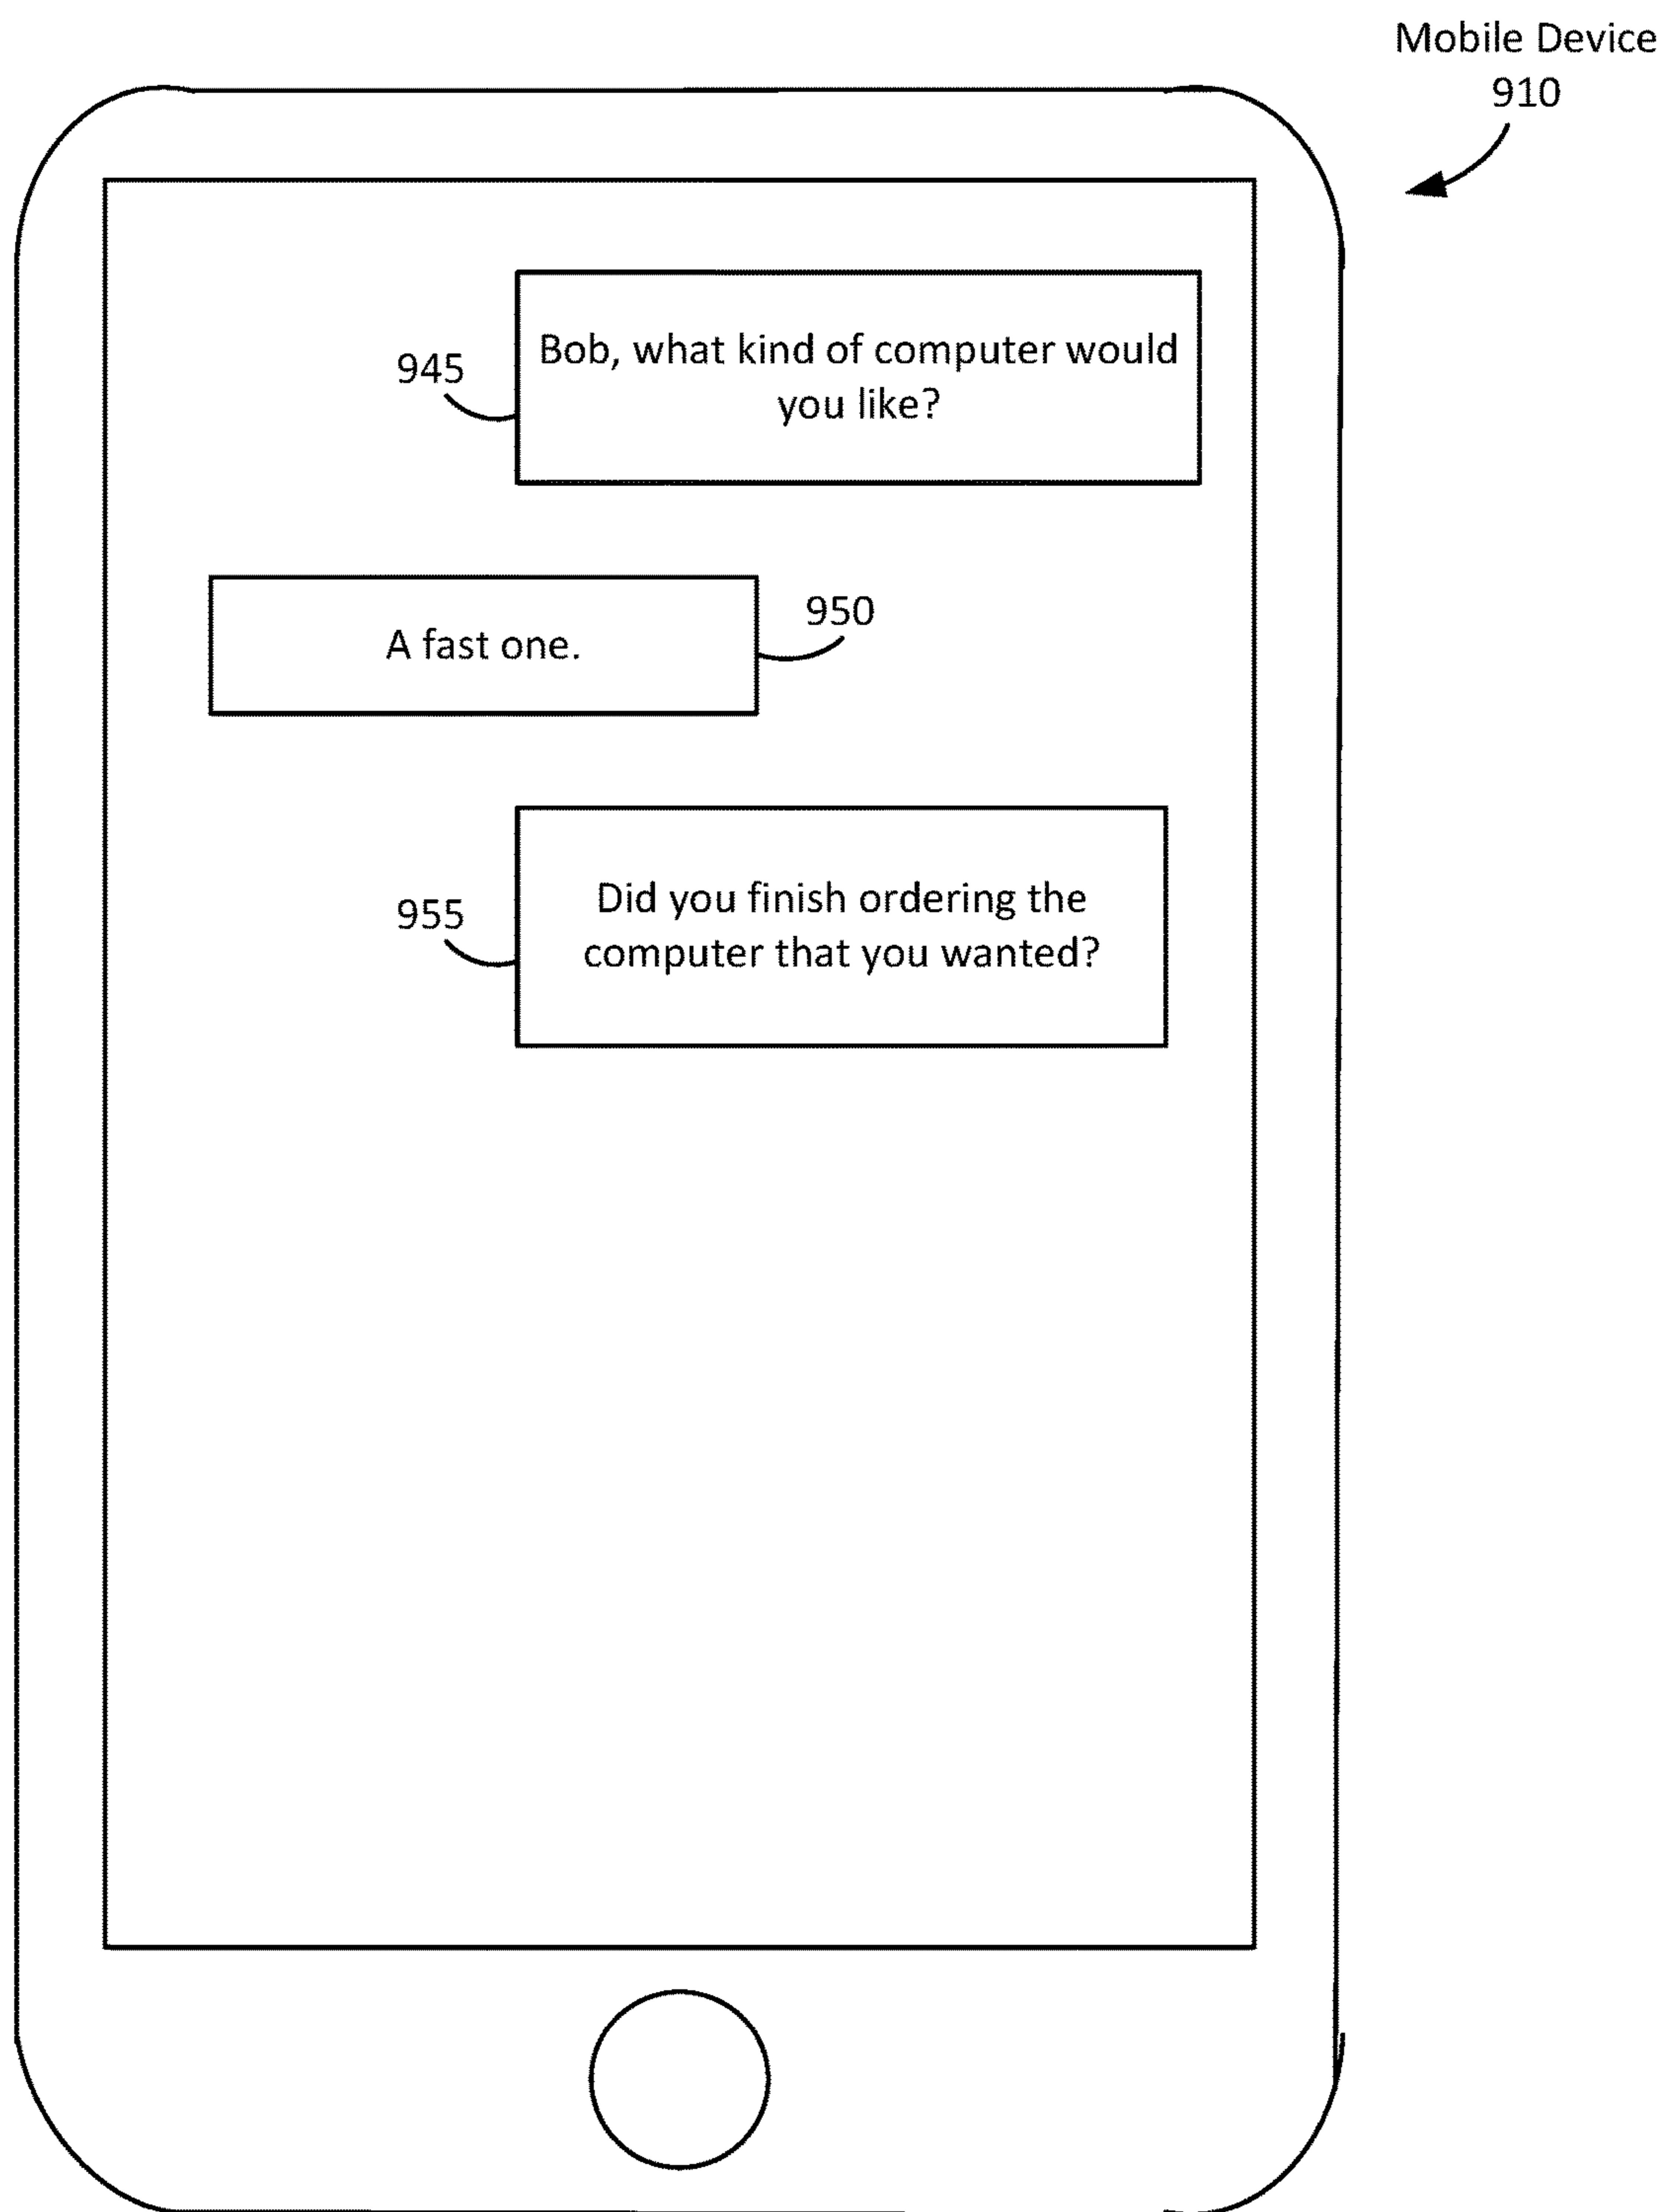 Mobile Device
910
945
Bob, what kind of computer would
you like?
A fast one.
950
955
Did you finish ordering the
computer that you wanted?